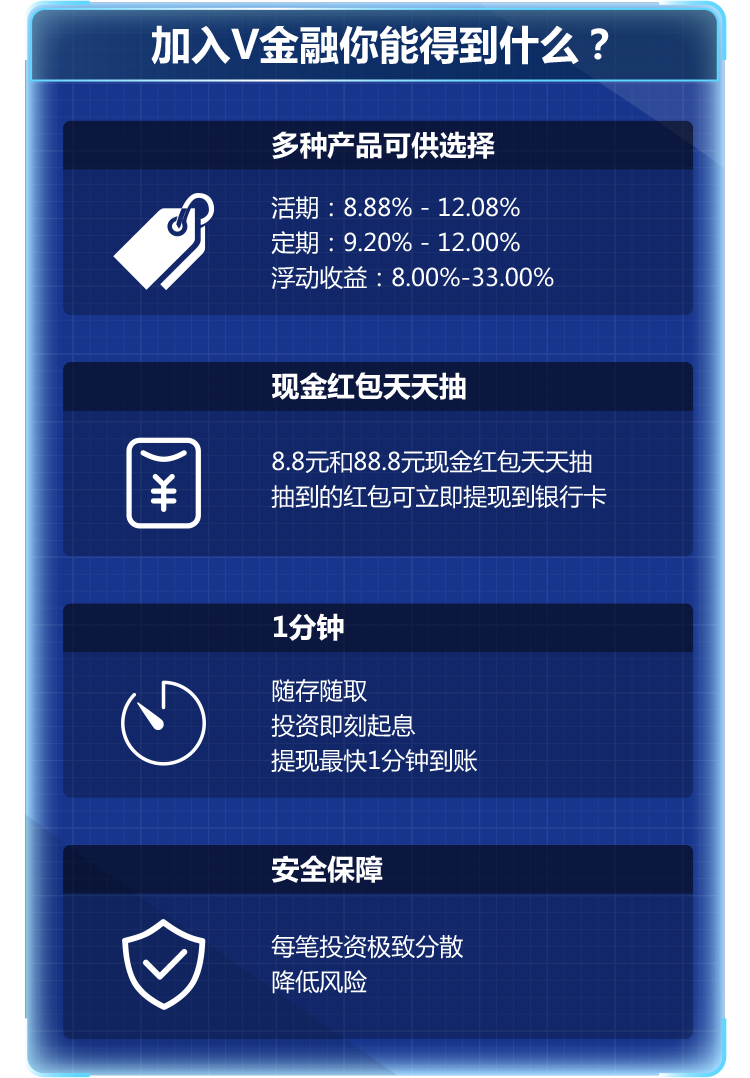 加入V金融你能得到什么？
多种产品可供选择
活期：8.88% - 12.08%
定期：9.20% - 12.00%
浮动收益：8.00%-33.00%
现金红包天天抽
8.8元和88.8元现金红包天天抽
抽到的红包可立即提现到银行卡
1分钟
随存随取
投资即刻起息
提现最快1分钟到账
安全保障
每笔投资极致分散
降低风险